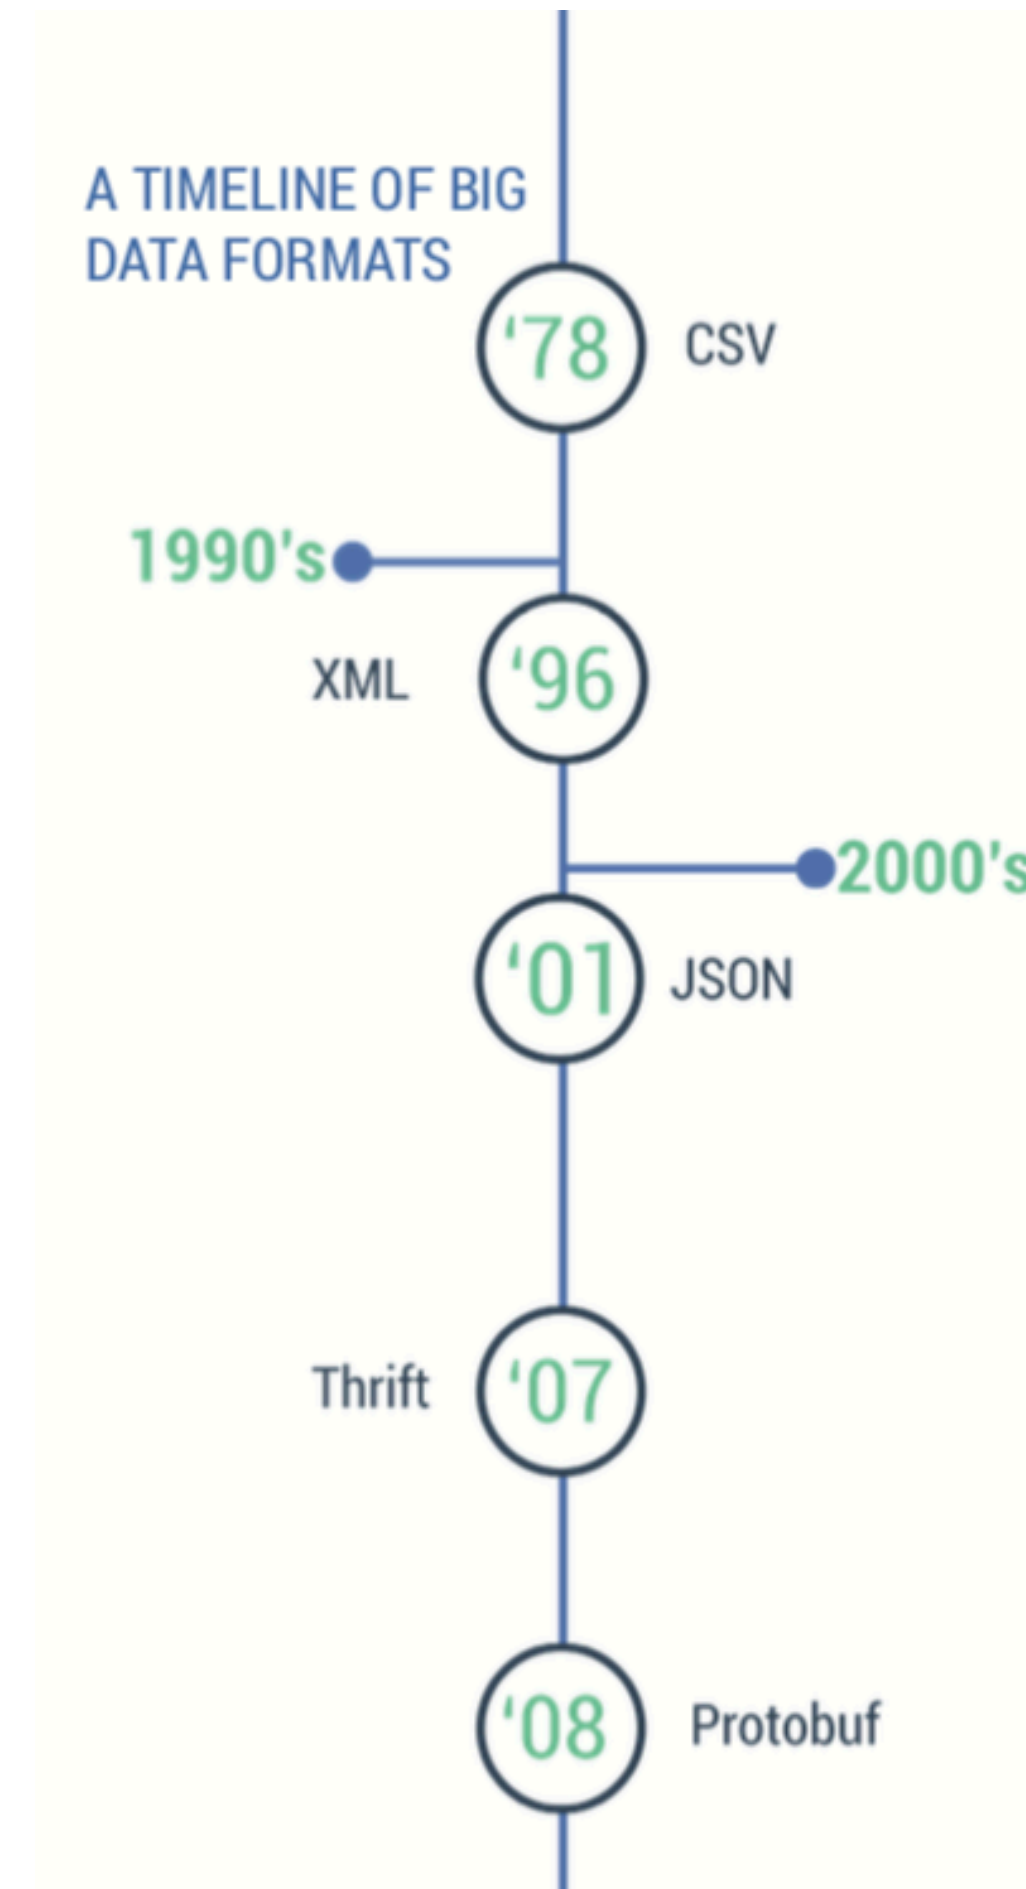 A TIMELINE OF BIG
DATA FORMATS
‘78 CSV
1990's
XML ‘96
2000's
‘01 JSON
Thrift ‘07
‘08 Protobuf